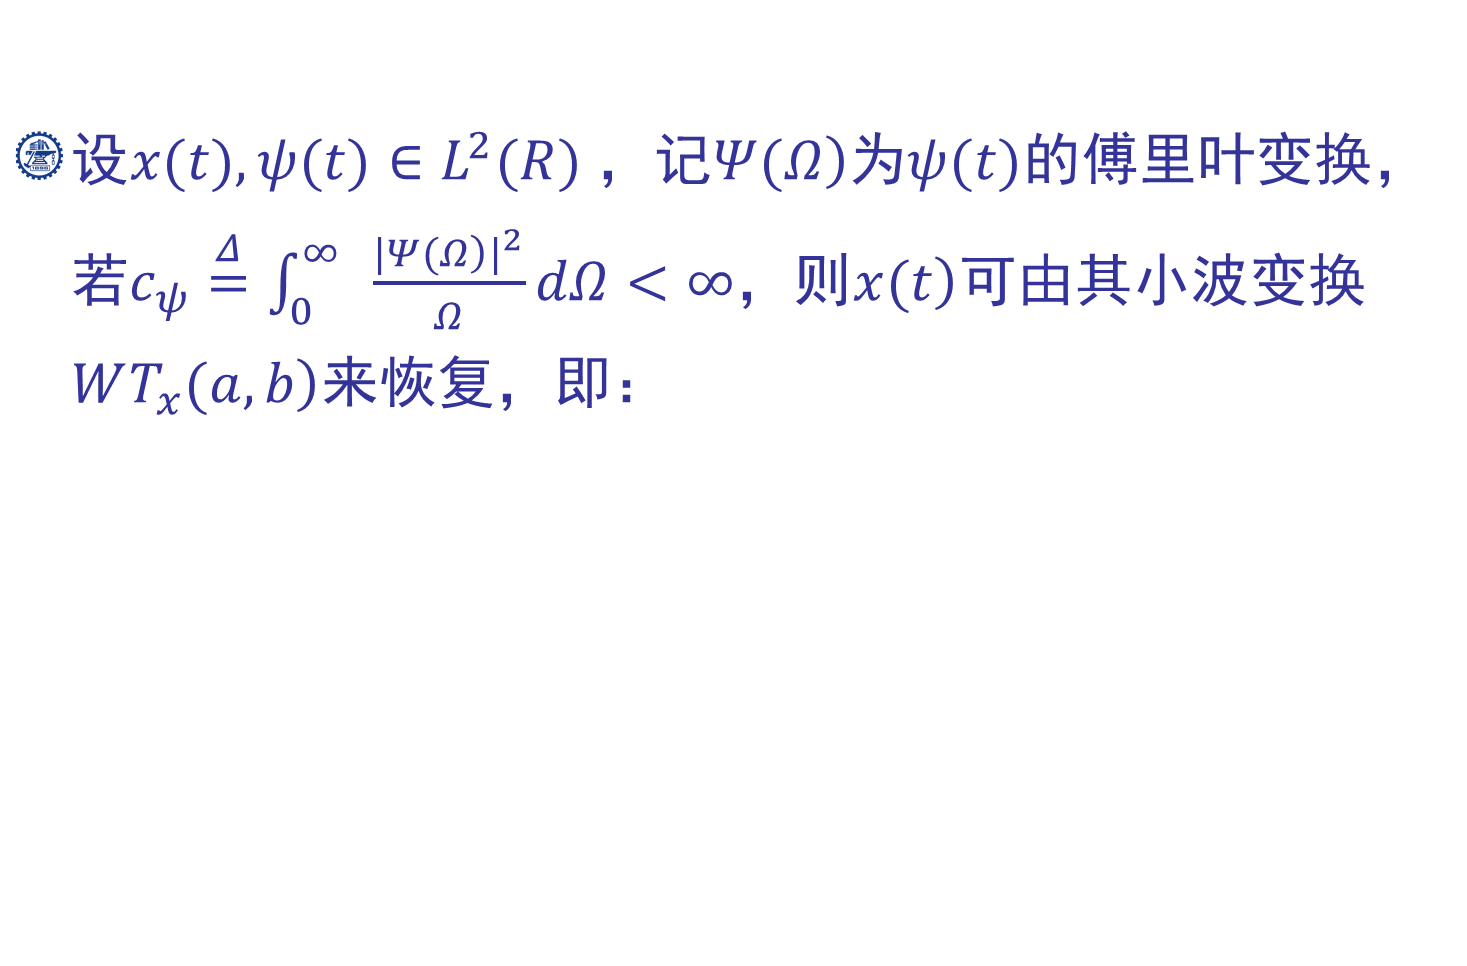 设x(t), ψ(t) ∈ L²(R) ，记Ψ(Ω)为ψ(t)的傅里叶变换，
若c_ψ ≜ ∫₀^∞ |Ψ(Ω)|²/Ω dΩ < ∞，则x(t)可由其小波变换
WTₓ(a, b)来恢复，即：